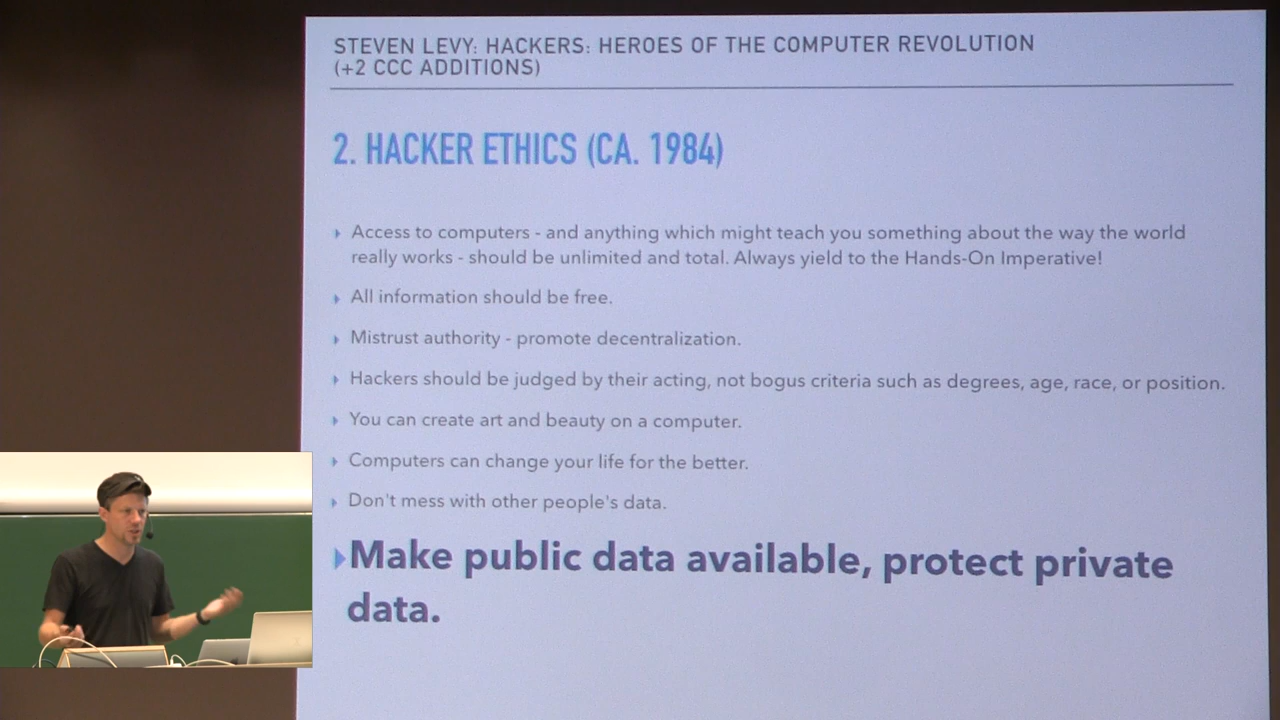 STEVEN LEVY: HACKERS: HEROES OF THE COMPUTER REVOLUTION
(+2 CCC ADDITIONS)
2. HACKER ETHICS (CA. 1984)
Access to computers - and anything which might teach you something about the way the world
really works - should be unlimited and total. Always yield to the Hands-On Imperative!
All information should be free.
Mistrust authority - promote decentralization.
Hackers should be judged by their acting, not bogus criteria such as degrees, age, race, or position.
You can create art and beauty on a computer.
Computers can change your life for the better.
Don't mess with other people's data.
Make public data available, protect private
data.